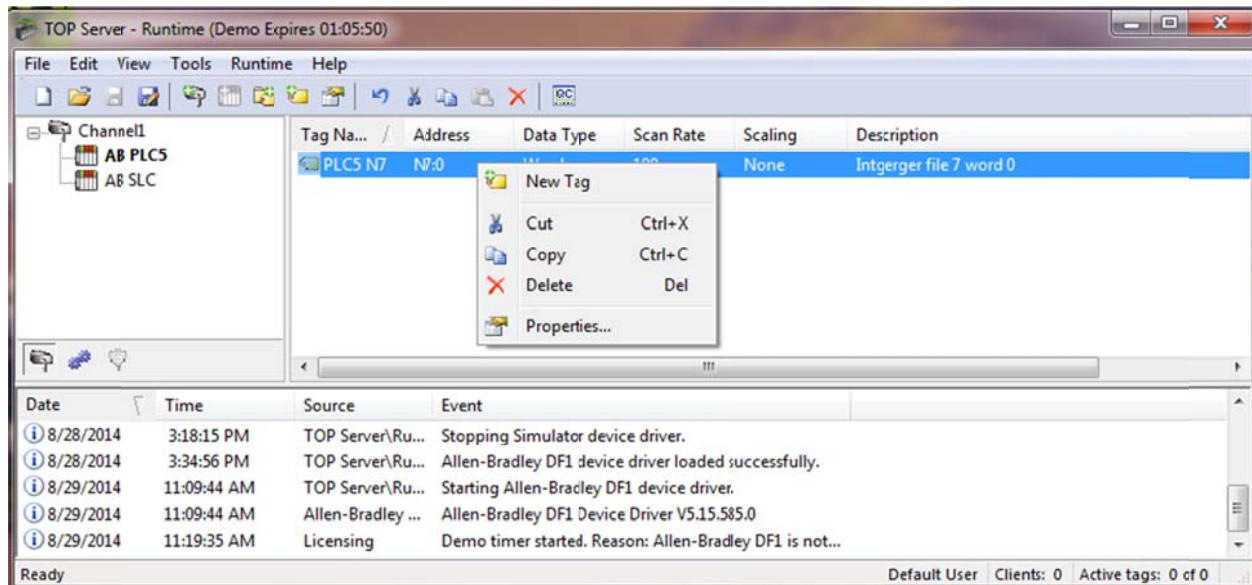 TOP Server - Runtime (Demo Expires 01:05:50)
File Edit View Tools Runtime Help
Channel1
AB PLC5
AB SLC
Tag Na... Address Data Type Scan Rate Scaling Description
PLC5 N7 N7:0 None Intgerger file 7 word 0
New Tag
Cut Ctrl+X
Copy Ctrl+C
Delete Del
Properties...
Date Time Source Event
8/28/2014 3:18:15 PM TOP Server\Ru... Stopping Simulator device driver.
8/28/2014 3:34:56 PM TOP Server\Ru... Allen-Bradley DF1 device driver loaded successfully.
8/29/2014 11:09:44 AM TOP Server\Ru... Starting Allen-Bradley DF1 device driver.
8/29/2014 11:09:44 AM Allen-Bradley ... Allen-Bradley DF1 Device Driver V5.15.585.0
8/29/2014 11:19:35 AM Licensing Demo timer started. Reason: Allen-Bradley DF1 is not...
Ready Default User Clients: 0 Active tags: 0 of 0